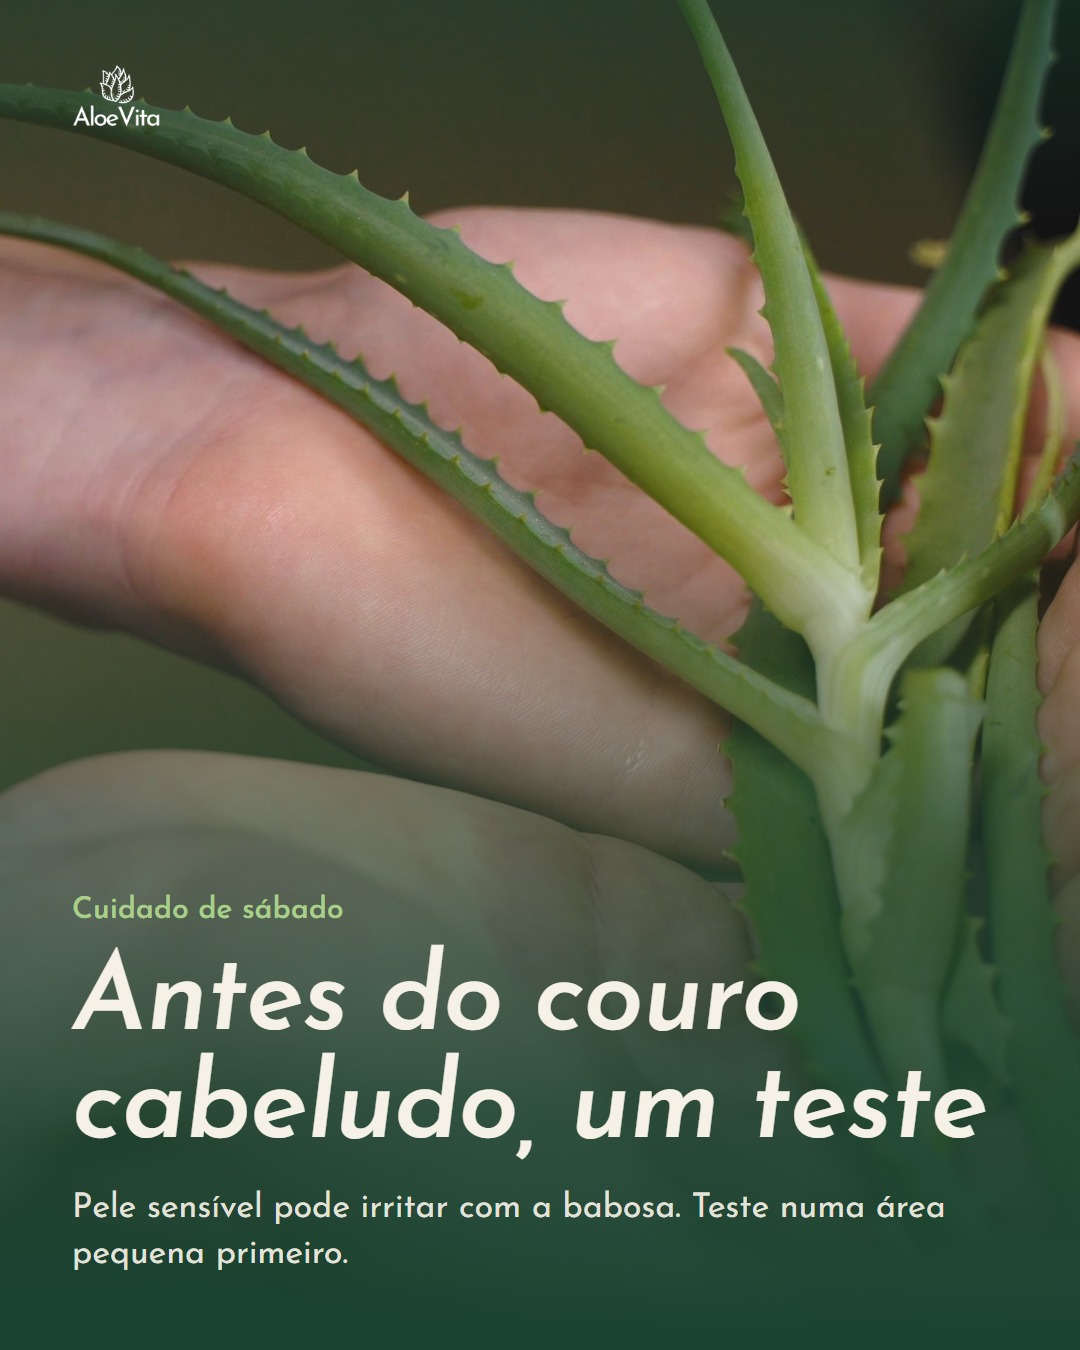 AloeVita
Cuidado de sábado
Antes do couro
cabeludo, um teste
Pele sensível pode irritar com a babosa. Teste numa área
pequena primeiro.